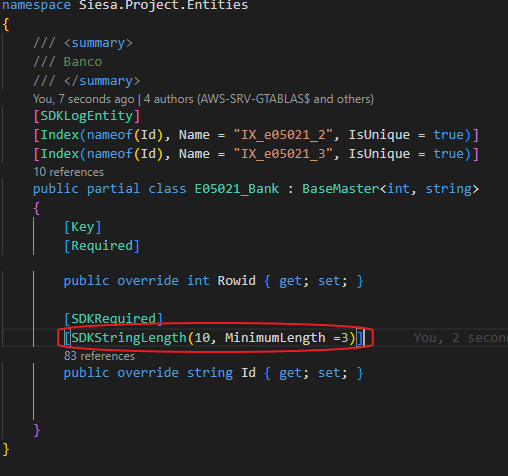 namespace Siesa.Project.Entities
{
/// <summary>
/// Banco
/// </summary>
You, 7 seconds ago | 4 authors (AWS-SRV-GTABLAS$ and others)
[SDKLogEntity]
[Index(nameof(Id), Name = "IX_e05021_2", IsUnique = true)]
[Index(nameof(Id), Name = "IX_e05021_3", IsUnique = true)]
10 references
public partial class E05021_Bank : BaseMaster<int, string>
{
[Key]
[Required]
public override int Rowid { get; set; }
[SDKRequired]
[SDKStringLength(10, MinimumLength =3)] You, 2 seco
83 references
public override string Id { get; set; }
}
}